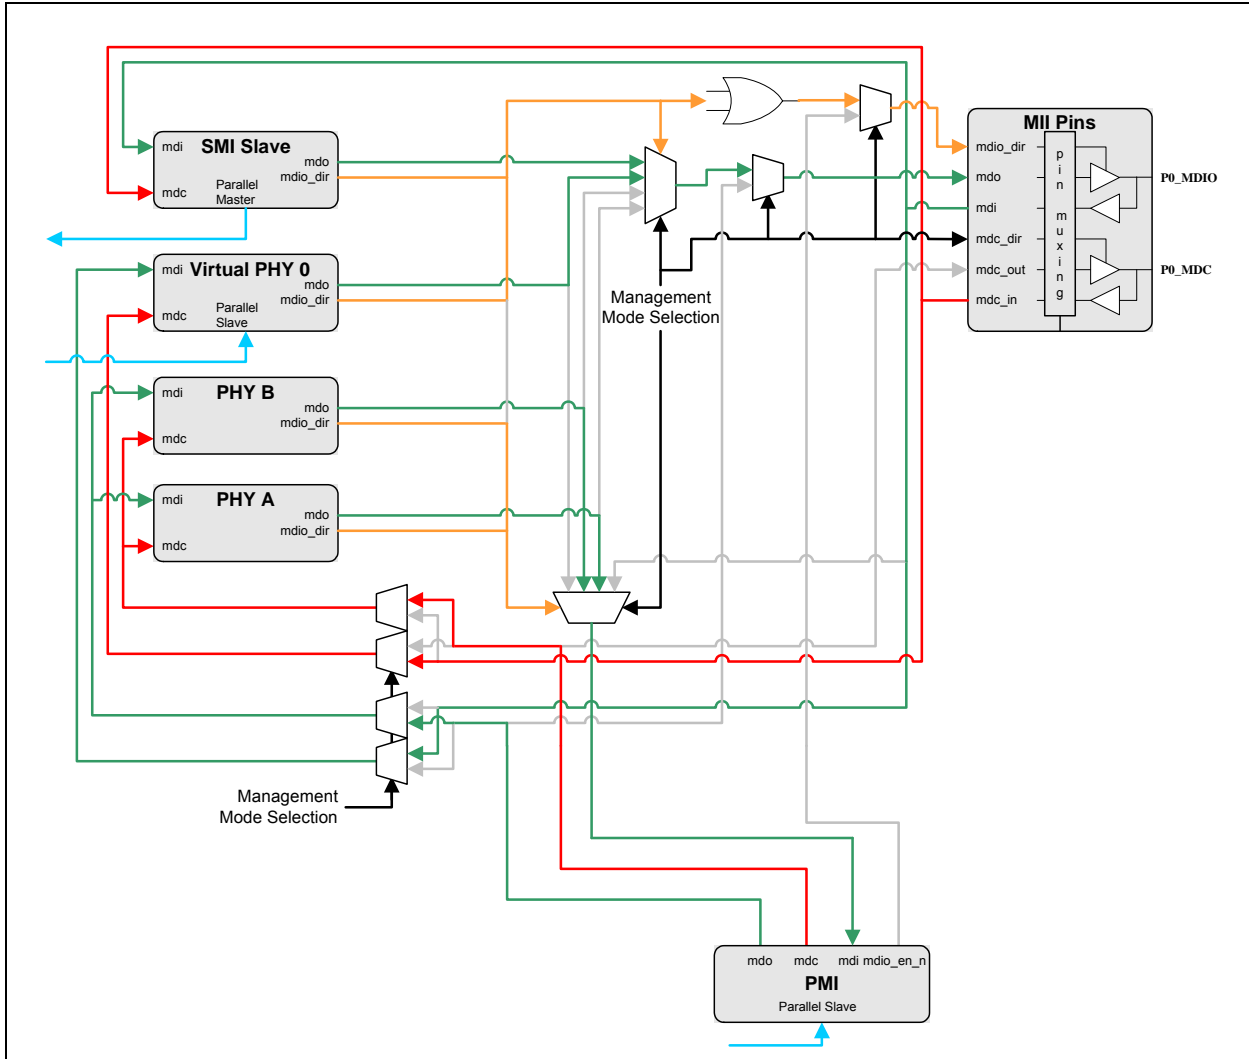 SMI Slave
mdi
mdo
mdio_dir
mdc
Parallel
Master
Virtual PHY 0
mdi
mdo
mdio_dir
mdc
Parallel
Slave
PHY B
mdi
mdo
mdio_dir
mdc
PHY A
mdi
mdo
mdio_dir
mdc
Management
Mode Selection
MII Pins
mdio_dir
mdo
mdi
mdc_dir
mdc_out
mdc_in
p
i
n
m
u
x
i
n
g
P0_MDIO
P0_MDC
Management
Mode Selection
mdo mdc mdi mdio_en_n
PMI
Parallel Slave